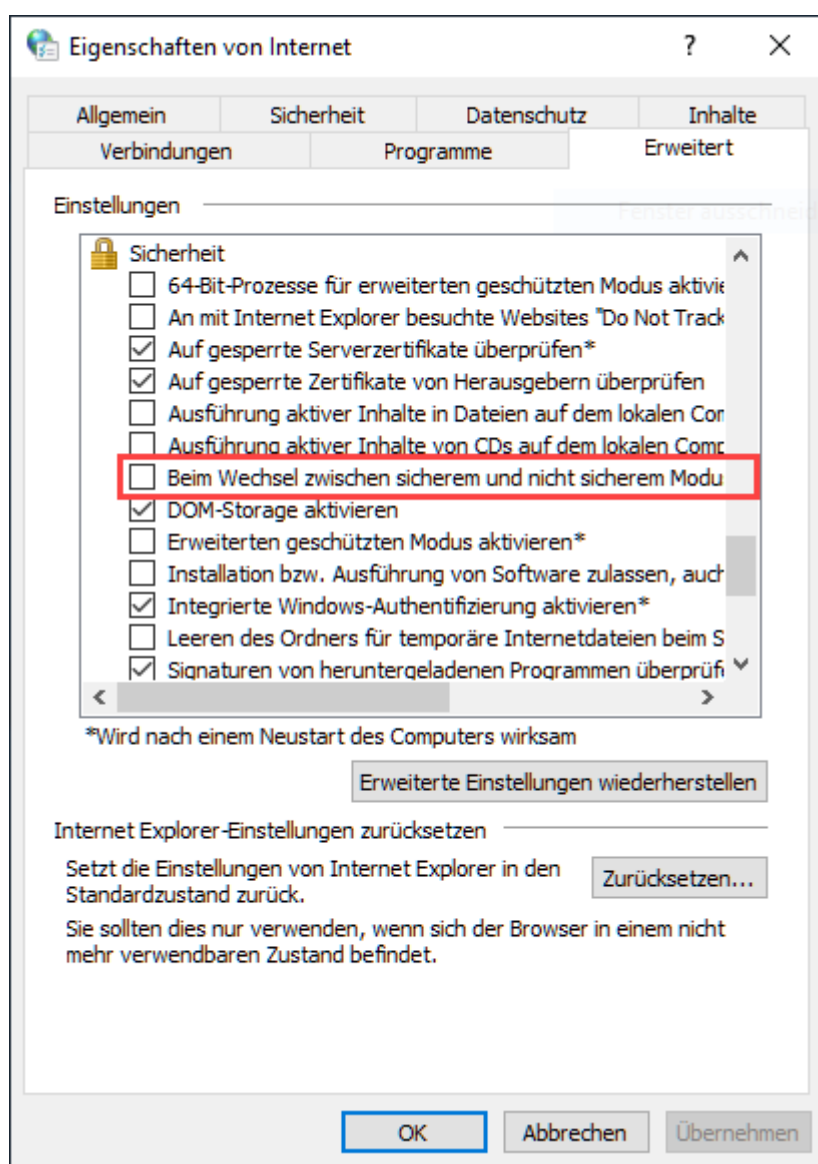 Eigenschaften von Internet
?
Allgemein Sicherheit Datenschutz Inhalte
Verbindungen Programme Erweitert
Fenster ausschneid
Einstellungen
Sicherheit
64-Bit-Prozesse für erweiterten geschützten Modus aktivie
An mit Internet Explorer besuchte Websites "Do Not Track
Auf gesperrte Serverzertifikate überprüfen*
Auf gesperrte Zertifikate von Herausgebern überprüfen
Ausführung aktiver Inhalte in Dateien auf dem lokalen Com
Ausführung aktiver Inhalte von CDs auf dem lokalen Comp
Beim Wechsel zwischen sicherem und nicht sicherem Modu
DOM-Storage aktivieren
Erweiterten geschützten Modus aktivieren*
Installation bzw. Ausführung von Software zulassen, auch
Integrierte Windows-Authentifizierung aktivieren*
Leeren des Ordners für temporäre Internetdateien beim S
Signaturen von heruntergeladenen Programmen überprüfe
*Wird nach einem Neustart des Computers wirksam
Erweiterte Einstellungen wiederherstellen
Internet Explorer-Einstellungen zurücksetzen
Setzt die Einstellungen von Internet Explorer in den
Standardzustand zurück.
Zurücksetzen...
Sie sollten dies nur verwenden, wenn sich der Browser in einem nicht
mehr verwendbaren Zustand befindet.
OK Abbrechen Übernehmen